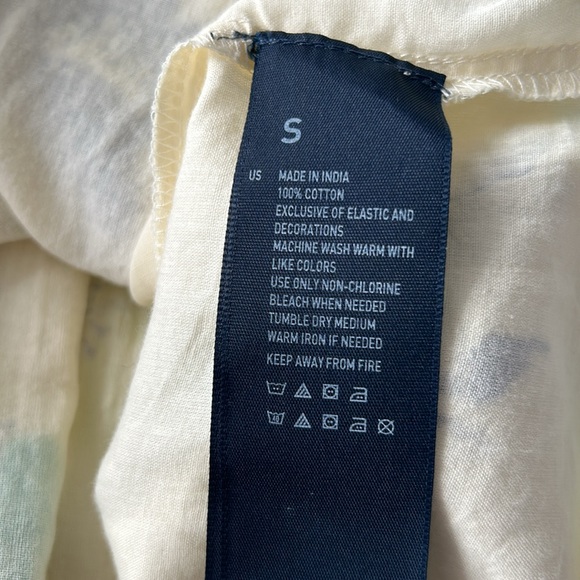 S
US MADE IN INDIA
100% COTTON
EXCLUSIVE OF ELASTIC AND
DECORATIONS
MACHINE WASH WARM WITH
LIKE COLORS
USE ONLY NON-CHLORINE
BLEACH WHEN NEEDED
TUMBLE DRY MEDIUM
WARM IRON IF NEEDED
KEEP AWAY FROM FIRE
40